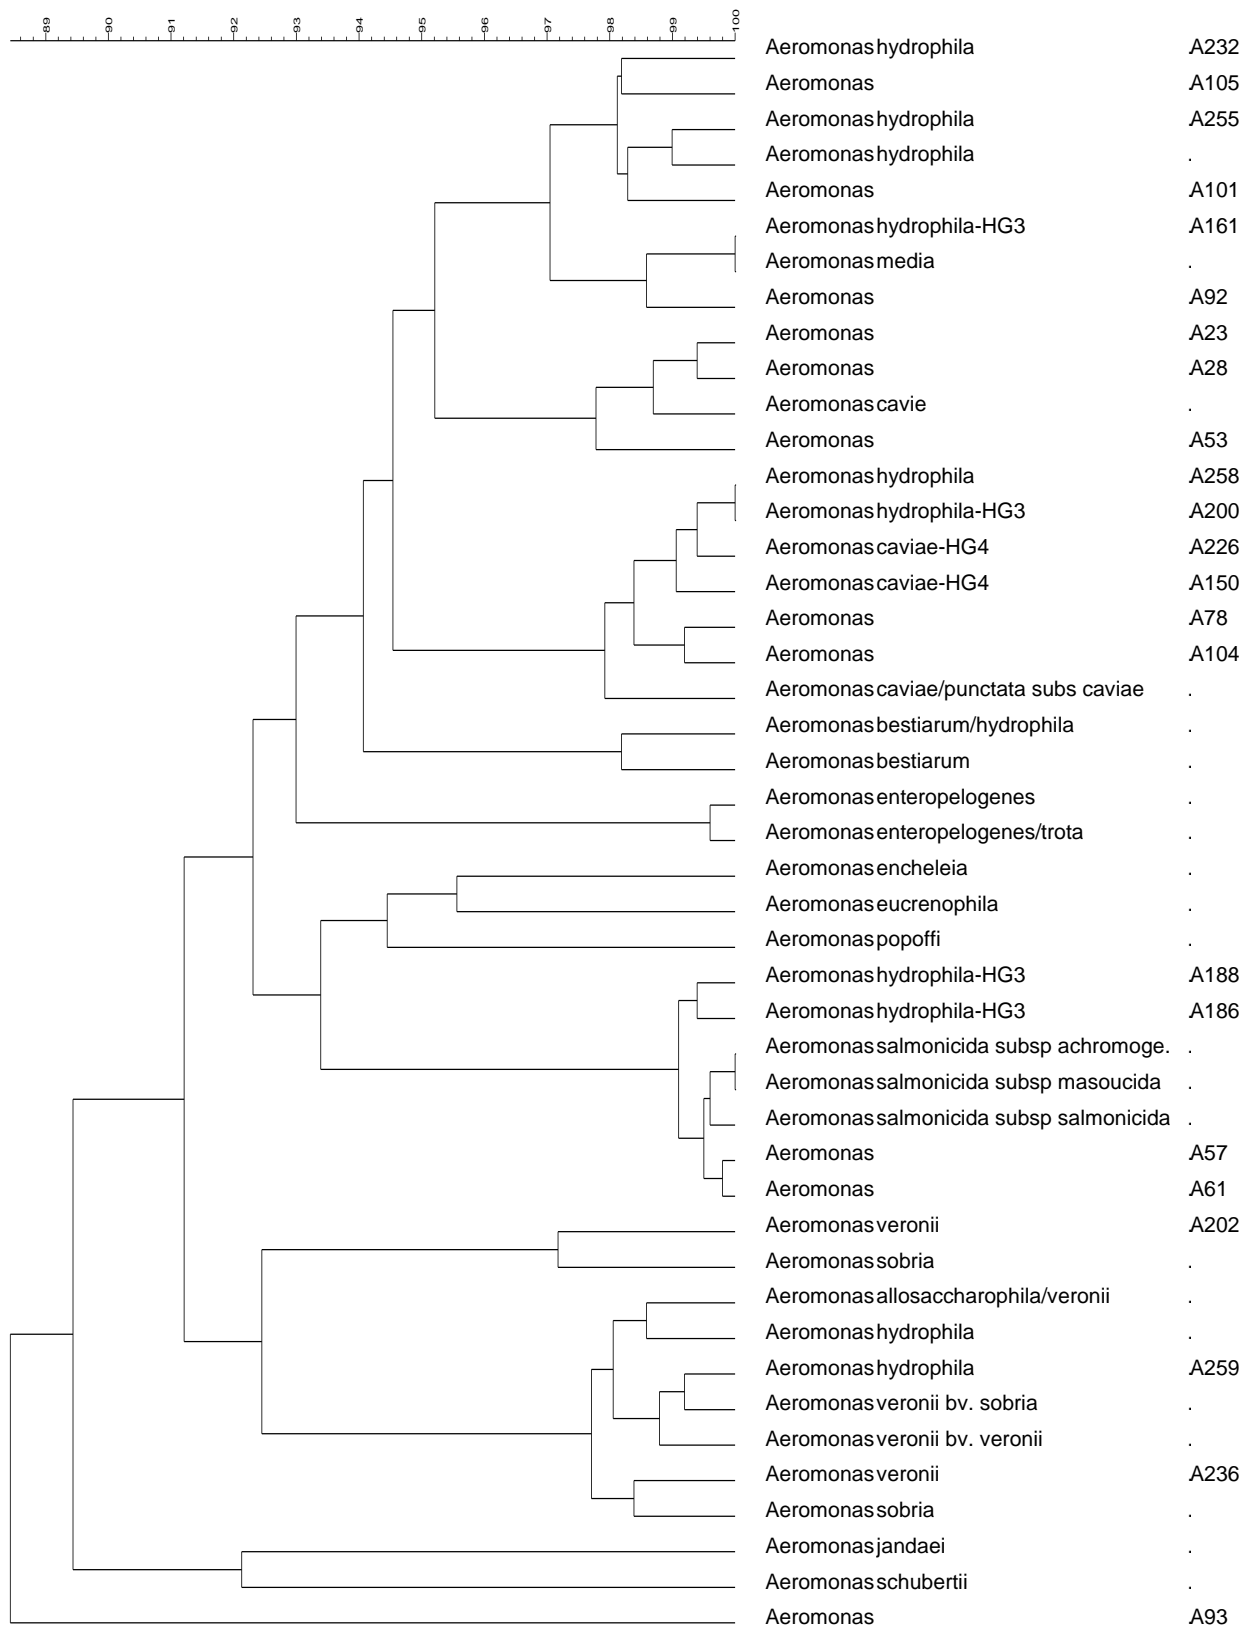 89 90 91 92 93 94 95 96 97 98 99 100
Aeromonas hydrophila A232
Aeromonas A105
Aeromonas hydrophila A255
Aeromonas hydrophila .
Aeromonas A101
Aeromonas hydrophila-HG3 A161
Aeromonas media .
Aeromonas A92
Aeromonas A23
Aeromonas A28
Aeromonas cavie .
Aeromonas A53
Aeromonas hydrophila A258
Aeromonas hydrophila-HG3 A200
Aeromonas caviae-HG4 A226
Aeromonas caviae-HG4 A150
Aeromonas A78
Aeromonas A104
Aeromonas caviae/punctata subs caviae .
Aeromonas bestiarum/hydrophila .
Aeromonas bestiarum .
Aeromonas enteropelogenes .
Aeromonas enteropelogenes/trota .
Aeromonas encheleia .
Aeromonas eucrenophila .
Aeromonas popoffi .
Aeromonas hydrophila-HG3 A188
Aeromonas hydrophila-HG3 A186
Aeromonas salmonicida subsp achromoge. .
Aeromonas salmonicida subsp masoucida .
Aeromonas salmonicida subsp salmonicida .
Aeromonas A57
Aeromonas A61
Aeromonas veronii A202
Aeromonas sobria .
Aeromonas allosaccharophila/veronii .
Aeromonas hydrophila .
Aeromonas hydrophila A259
Aeromonas veronii bv. sobria .
Aeromonas veronii bv. veronii .
Aeromonas veronii A236
Aeromonas sobria .
Aeromonas jandaei .
Aeromonas schubertii .
Aeromonas A93